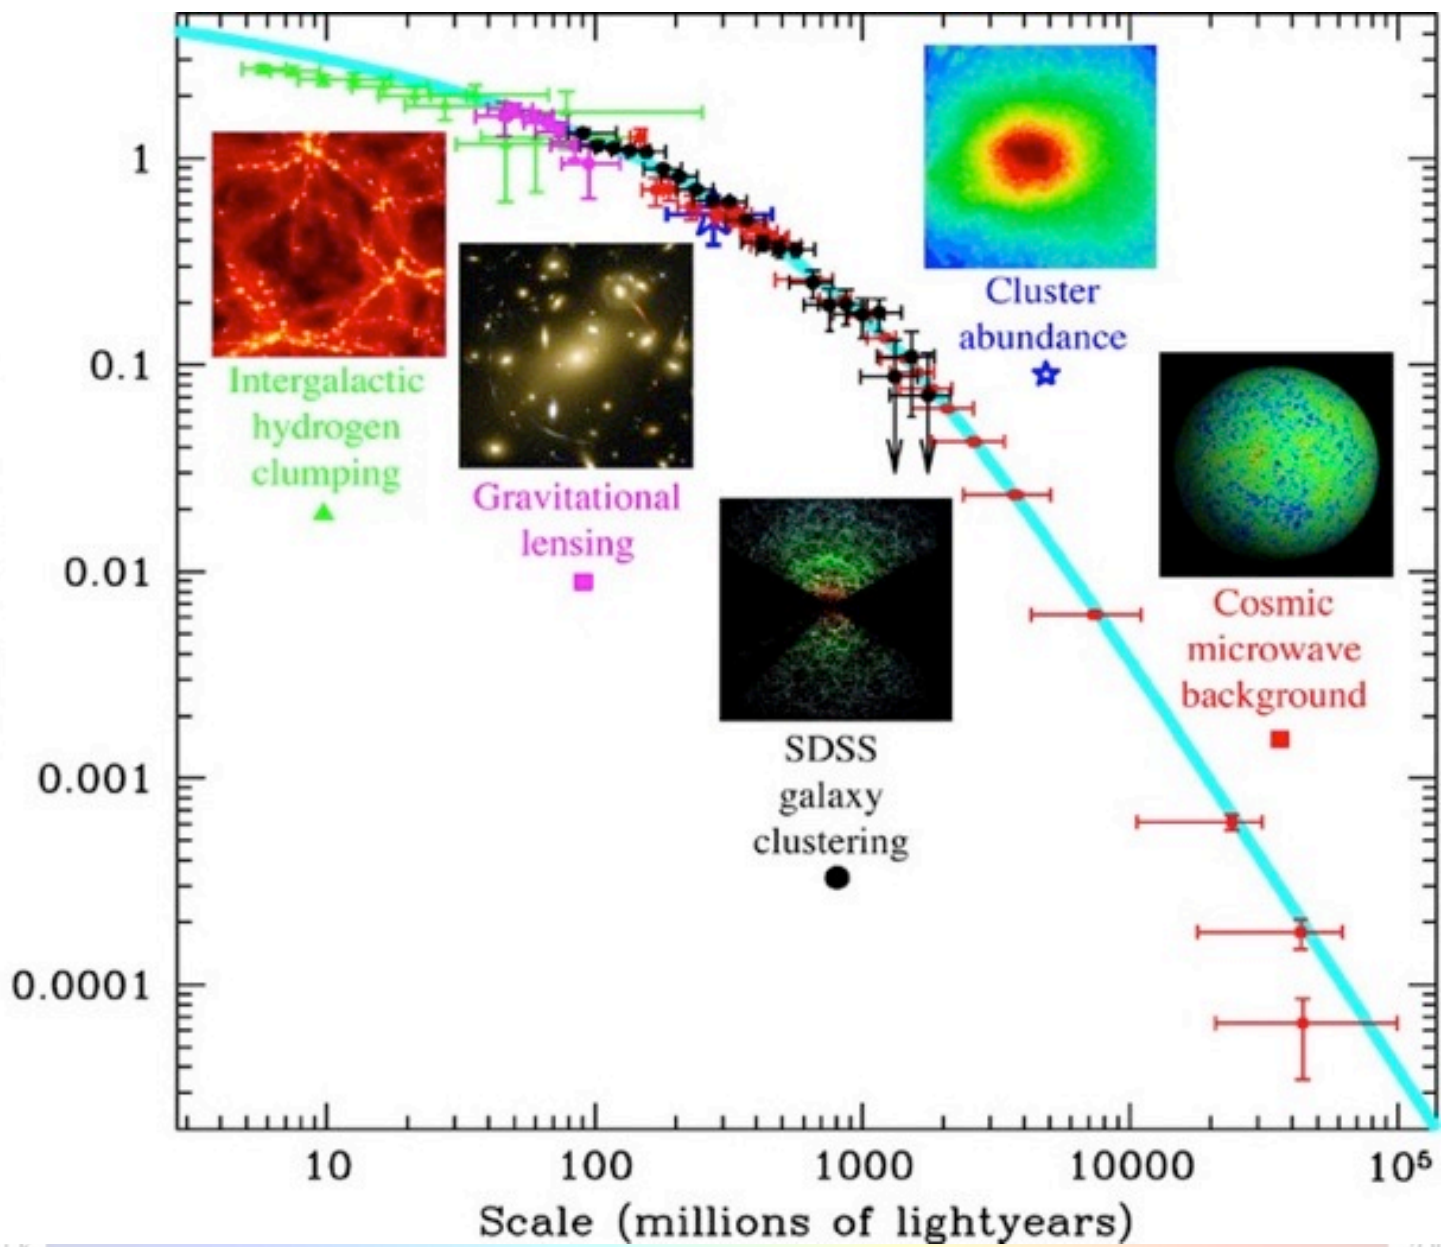 1
0.1
0.01
0.001
0.0001
Intergalactic
hydrogen
clumping
Gravitational
lensing
SDSS
galaxy
clustering
Cluster
abundance
Cosmic
microwave
background
10
100
1000
10000
10⁵
Scale (millions of lightyears)